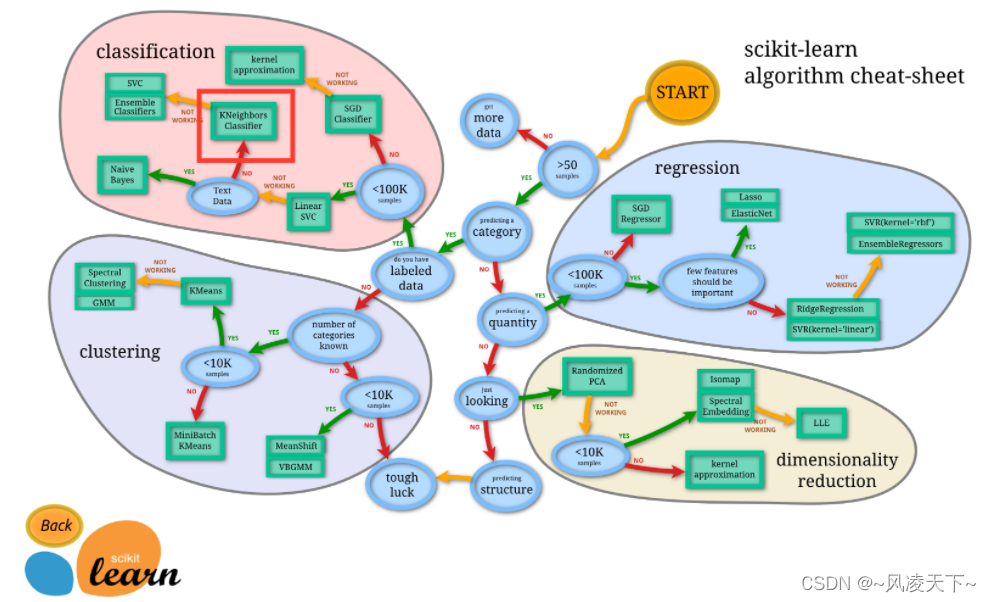 scikit-learn
algorithm cheat-sheet
START
classification
kernel
approximation
NOT
WORKING
SVC
Ensemble
Classifiers
NOT
WORKING
KNeighbors
Classifier
SGD
Classifier
NO
NO
YES
Naive
Bayes
Text
Data
NOT
WORKING
Linear
SVC
YES
<100K
samples
YES
get
more
data
NO
>50
samples
YES
predicting a
category
YES
do you have
labeled
data
NO
NO
predicting a
quantity
YES
NO
just
looking
YES
NO
predicting
structure
tough
luck
regression
SGD
Regressor
NO
<100K
samples
YES
Lasso
ElasticNet
YES
few features
should be
important
NO
SVR(kernel='rbf')
EnsembleRegressors
NOT
WORKING
RidgeRegression
SVR(kernel='linear')
clustering
Spectral
Clustering
GMM
NOT
WORKING
KMeans
YES
<10K
samples
YES
number of
categories
known
NO
NO
MiniBatch
KMeans
<10K
samples
YES
NO
MeanShift
VBGMM
Randomized
PCA
NOT
WORKING
<10K
samples
YES
NO
Isomap
Spectral
Embedding
NOT
WORKING
LLE
kernel
approximation
dimensionality
reduction
Back
scikit
learn
CSDN @~风凌天下~